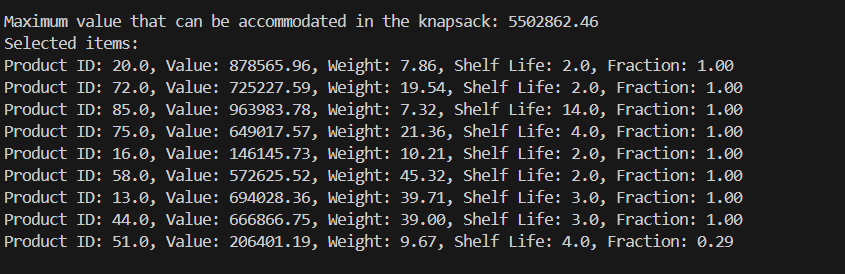 Maximum value that can be accommodated in the knapsack: 5502862.46
Selected items:
Product ID: 20.0, Value: 878565.96, Weight: 7.86, Shelf Life: 2.0, Fraction: 1.00
Product ID: 72.0, Value: 725227.59, Weight: 19.54, Shelf Life: 2.0, Fraction: 1.00
Product ID: 85.0, Value: 963983.78, Weight: 7.32, Shelf Life: 14.0, Fraction: 1.00
Product ID: 75.0, Value: 649017.57, Weight: 21.36, Shelf Life: 4.0, Fraction: 1.00
Product ID: 16.0, Value: 146145.73, Weight: 10.21, Shelf Life: 2.0, Fraction: 1.00
Product ID: 58.0, Value: 572625.52, Weight: 45.32, Shelf Life: 2.0, Fraction: 1.00
Product ID: 13.0, Value: 694028.36, Weight: 39.71, Shelf Life: 3.0, Fraction: 1.00
Product ID: 44.0, Value: 666866.75, Weight: 39.00, Shelf Life: 3.0, Fraction: 1.00
Product ID: 51.0, Value: 206401.19, Weight: 9.67, Shelf Life: 4.0, Fraction: 0.29